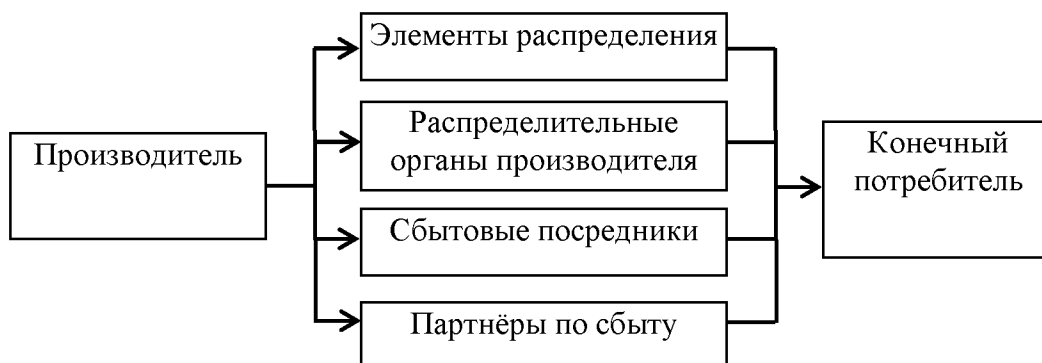 Производитель
Элементы распределения
Распределительные
органы производителя
Сбытовые посредники
Партнёры по сбыту
Конечный
потребитель